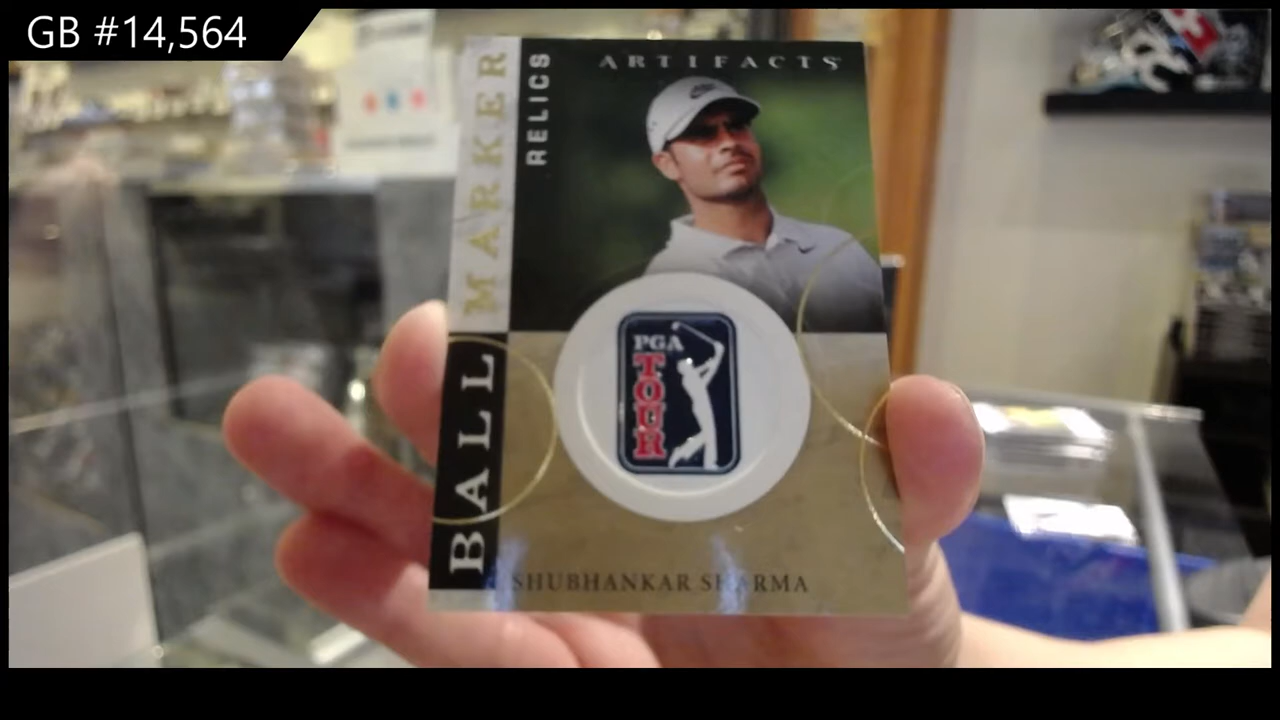 GB #14,564
ARTIFACTS
BALL MARKER
RELICS
PGA
TOUR
SHUBHANKAR SHARMA